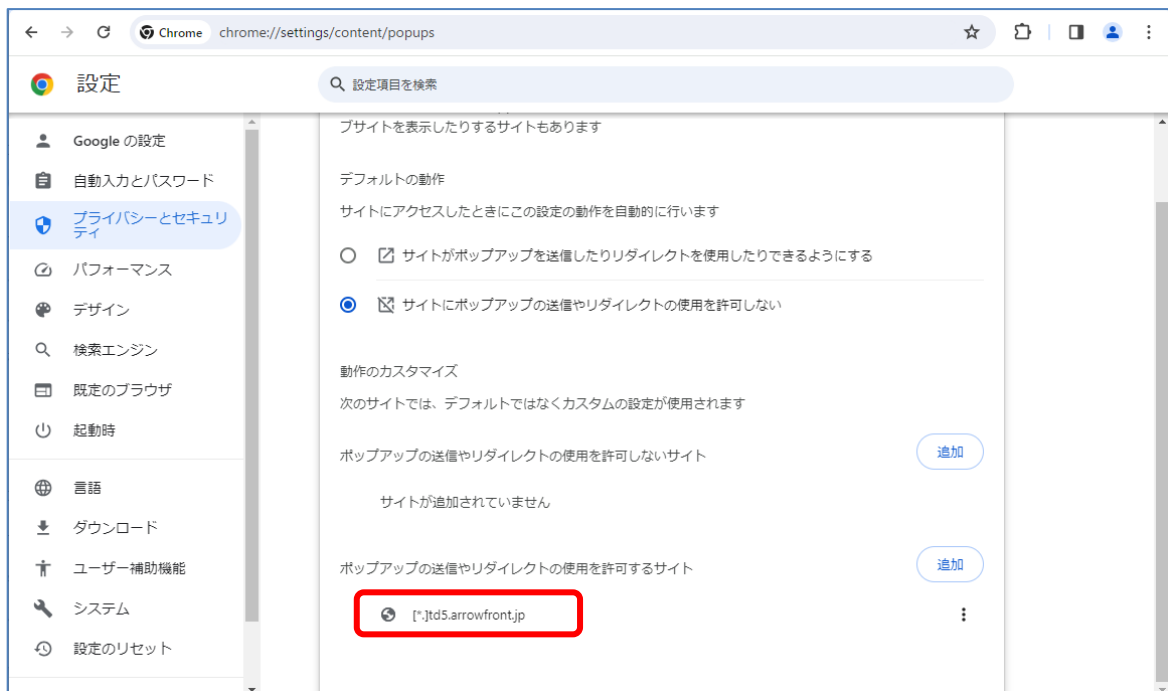 Chrome
chrome://settings/content/popups
設定
設定項目を検索
Google の設定
自動入力とパスワード
プライバシーとセキュリ
ティ
パフォーマンス
デザイン
検索エンジン
既定のブラウザ
起動時
言語
ダウンロード
ユーザー補助機能
システム
設定のリセット
ブサイトを表示したりするサイトもあります
デフォルトの動作
サイトにアクセスしたときにこの設定の動作を自動的に行います
サイトがポップアップを送信したりリダイレクトを使用したりできるようにする
サイトにポップアップの送信やリダイレクトの使用を許可しない
動作のカスタマイズ
次のサイトでは、デフォルトではなくカスタムの設定が使用されます
ポップアップの送信やリダイレクトの使用を許可しないサイト
追加
サイトが追加されていません
ポップアップの送信やリダイレクトの使用を許可するサイト
追加
[*.]td5.arrowfront.jp